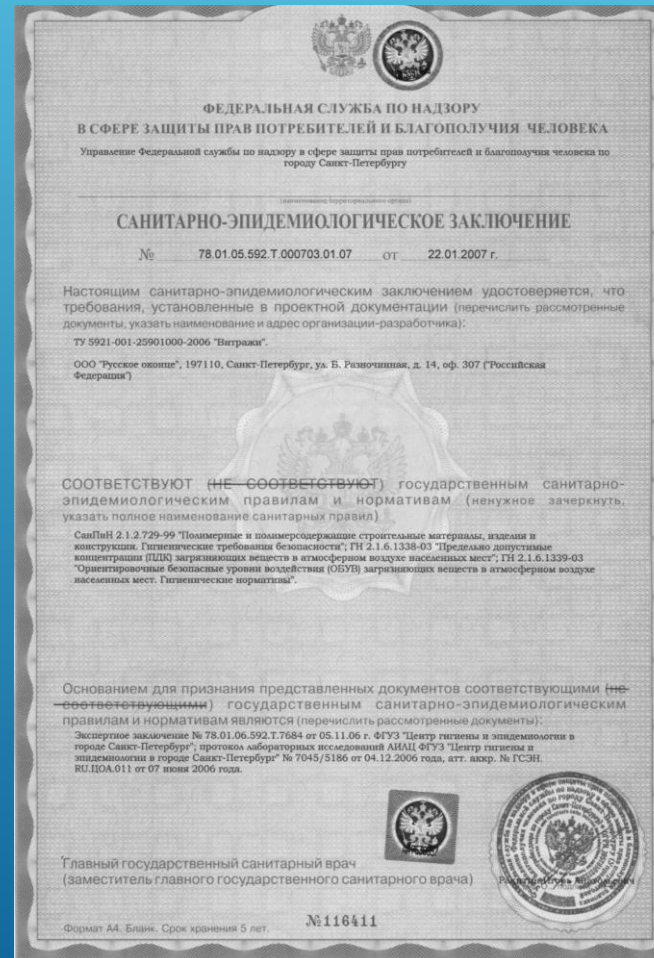 ФЕДЕРАЛЬНАЯ СЛУЖБА ПО НАДЗОРУ
В СФЕРЕ ЗАЩИТЫ ПРАВ ПОТРЕБИТЕЛЕЙ И БЛАГОПОЛУЧИЯ ЧЕЛОВЕКА
Управление Федеральной службы по надзору в сфере защиты прав потребителей и благополучия человека по
городу Санкт-Петербургу
(наименование территориального органа)
САНИТАРНО-ЭПИДЕМИОЛОГИЧЕСКОЕ ЗАКЛЮЧЕНИЕ
№ 78.01.05.592.Т.000703.01.07 от 22.01.2007 г.
Настоящим санитарно-эпидемиологическим заключением удостоверяется, что
требования, установленные в проектной документации (перечислить рассмотренные
документы, указать наименование и адрес организации-разработчика):
ТУ 5921-001-25901000-2006 "Витражи".
ООО "Русское оконце", 197110, Санкт-Петербург, ул. Б. Разночинная, д. 14, оф. 307 ("Российская
Федерация")
СООТВЕТСТВУЮТ (НЕ СООТВЕТСТВУЮТ) государственным санитарно-
эпидемиологическим правилам и нормативам (ненужное зачеркнуть,
указать полное наименование санитарных правил)
СанПиН 2.1.2.729-99 "Полимерные и полимерсодержащие строительные материалы, изделия и
конструкции. Гигиенические требования безопасности"; ГН 2.1.6.1338-03 "Предельно допустимые
концентрации (ПДК) загрязняющих веществ в атмосферном воздухе населенных мест"; ГН 2.1.6.1339-03
"Ориентировочные безопасные уровни воздействия (ОБУВ) загрязняющих веществ в атмосферном воздухе
населенных мест. Гигиенические нормативы".
Основанием для признания представленных документов соответствующими (не
соответствующими) государственным санитарно-эпидемиологическим
правилам и нормативам являются (перечислить рассмотренные документы):
Экспертное заключение № 78.01.06.592.Т.7684 от 05.11.06 г. ФГУЗ "Центр гигиены и эпидемиологии в
городе Санкт-Петербург"; протокол лабораторных исследований АИЛЦ ФГУЗ "Центр гигиены и
эпидемиологии в городе Санкт-Петербург" № 7045/5186 от 04.12.2006 года, атт. аккр. № ГСЭН.
RU.ЦОА.011 от 07 июня 2006 года.
Главный государственный санитарный врач
(заместитель главного государственного санитарного врача)
Формат А4. Бланк. Срок хранения 5 лет.
№116411